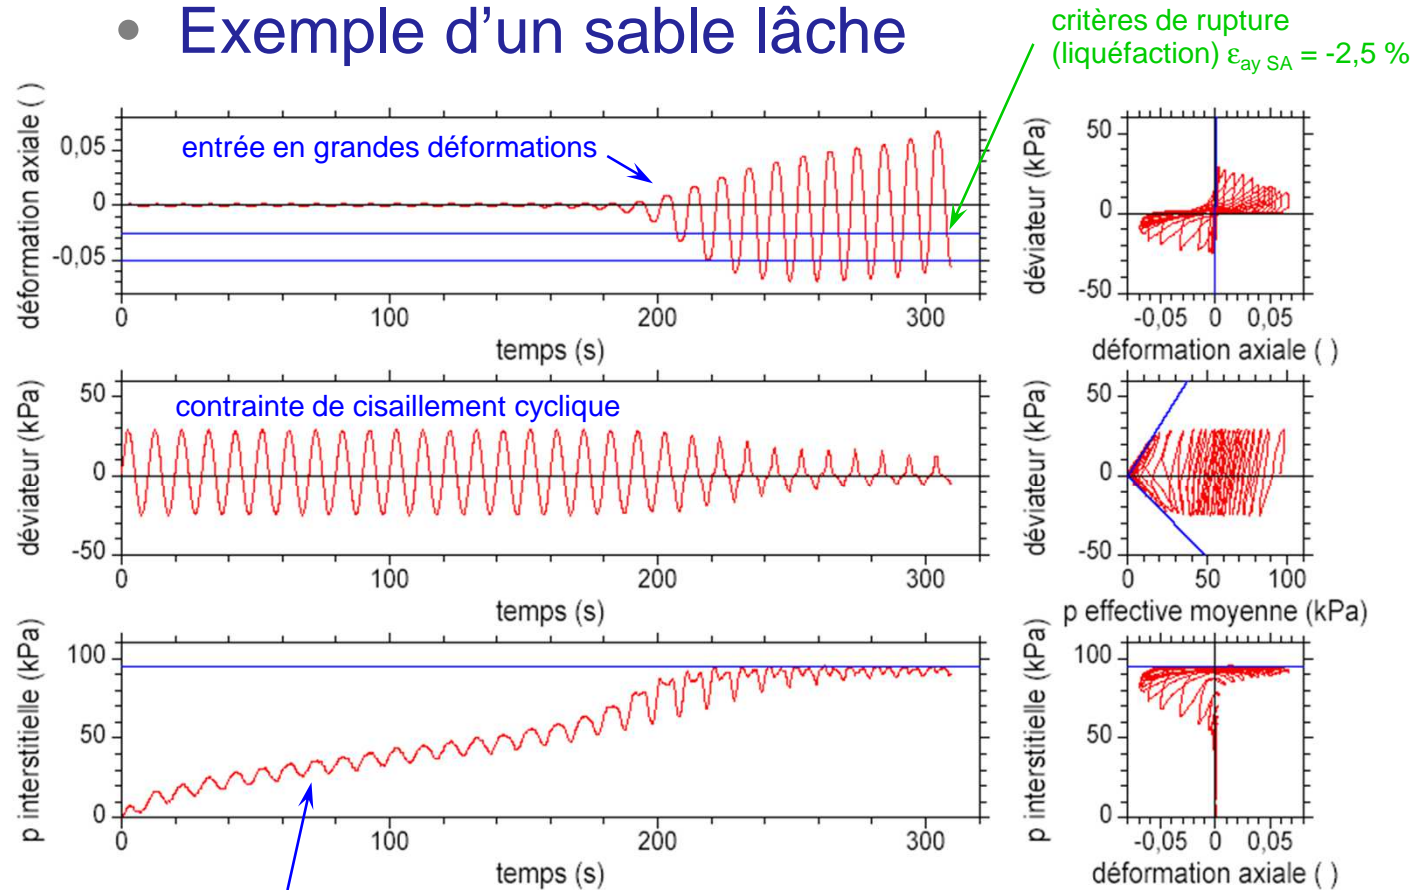 • Exemple d'un sable lâche
critères de rupture
(liquéfaction) εay SA = -2,5 %
déformation axiale ( )
0,05
0
-0,05
entrée en grandes déformations
0 100 200 300
temps (s)
déviateur (kPa)
50
0
-50
-0,05 0 0,05
déformation axiale ( )
déviateur (kPa)
50
0
-50
contrainte de cisaillement cyclique
0 100 200 300
temps (s)
déviateur (kPa)
50
0
-50
0 50 100
p effective moyenne (kPa)
p interstitielle (kPa)
100
50
0
0 100 200 300
temps (s)
p interstitielle (kPa)
100
50
0
-0,05 0 0,05
déformation axiale ( )